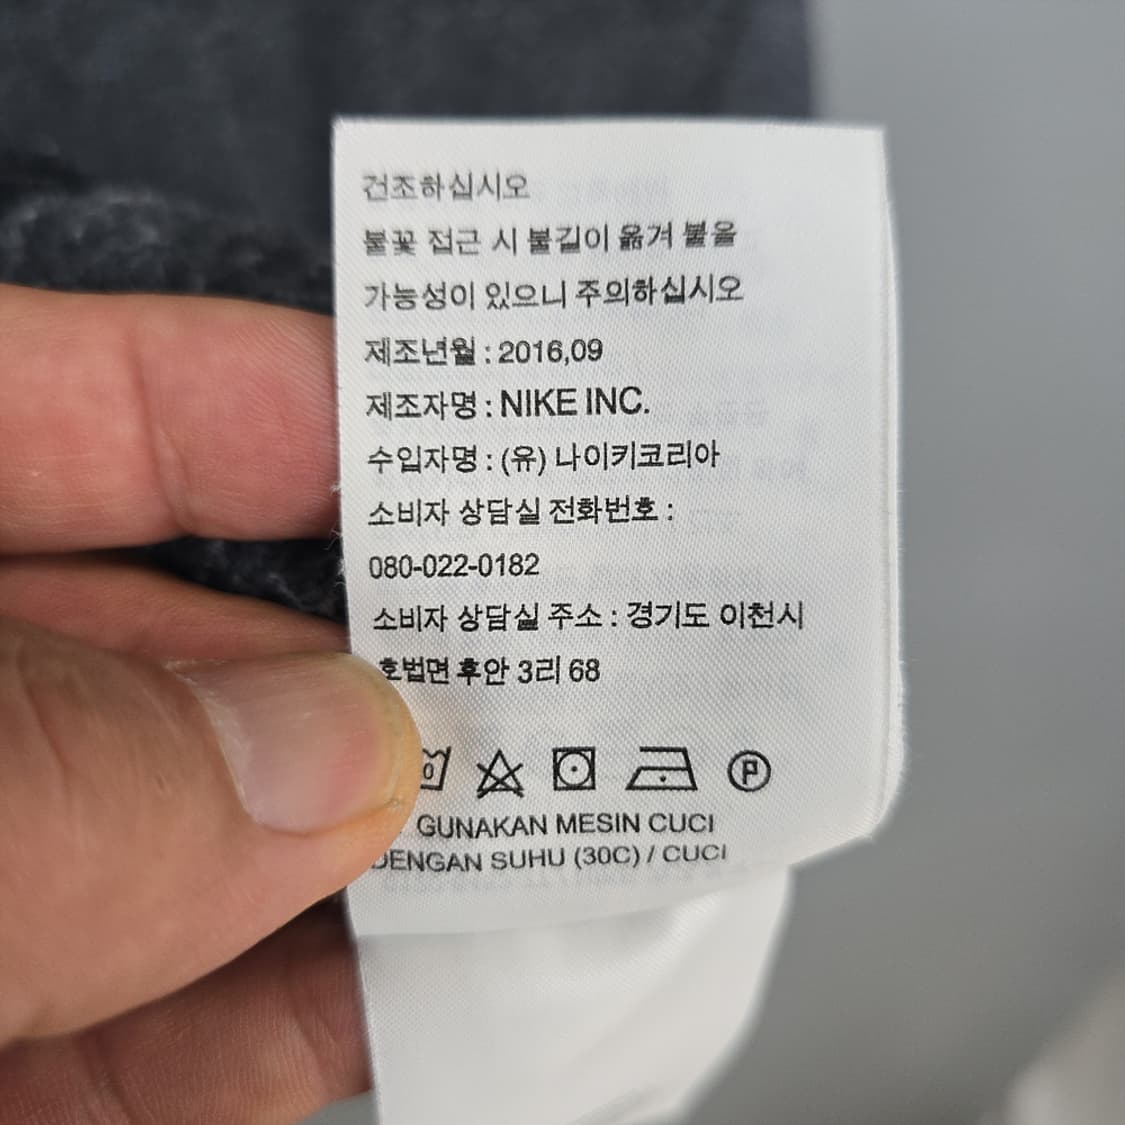 건조하십시오
불꽃 접근 시 불길이 옮겨 붙을
가능성이 있으니 주의하십시오
제조년월 : 2016,09
제조자명 : NIKE INC.
수입자명 : (유) 나이키코리아
소비자 상담실 전화번호 :
080-022-0182
소비자 상담실 주소 : 경기도 이천시
호법면 후안 3리 68
GUNAKAN MESIN CUCI
DENGAN SUHU (30C) / CUCI